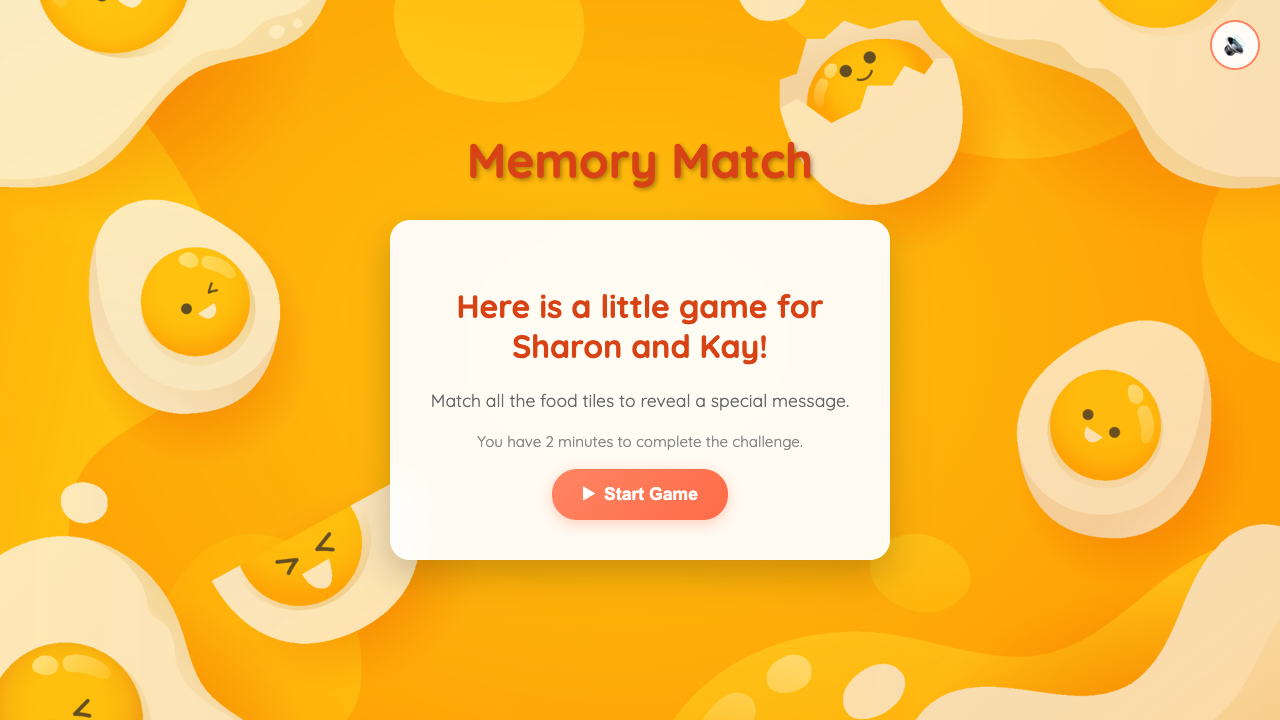 Memory Match
Here is a little game for
Sharon and Kay!
Match all the food tiles to reveal a special message.
You have 2 minutes to complete the challenge.
Start Game